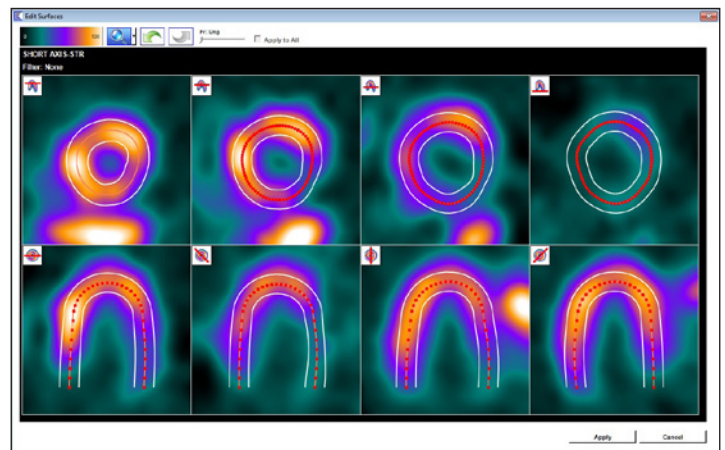 Edit Surfaces
0
100
Apply to All
SHORT AXIS-STR
Filter: None
Apply
Cancel